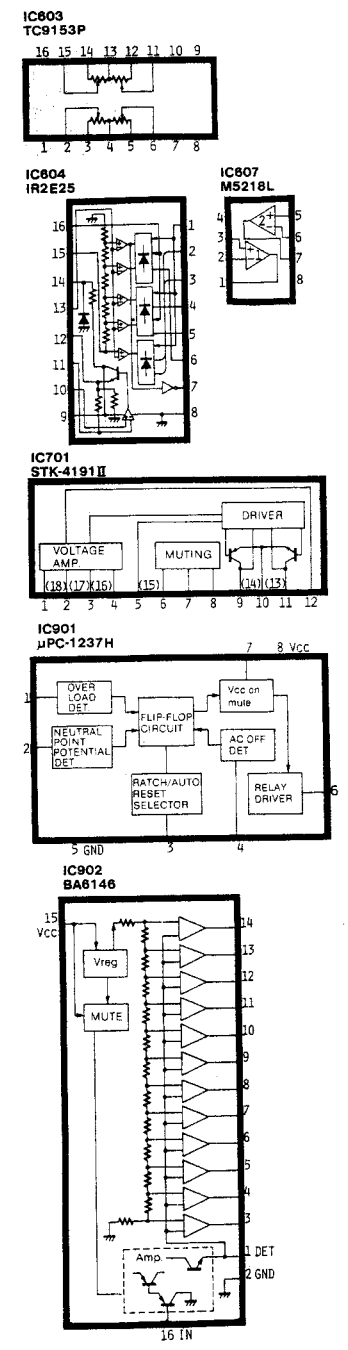 IC603
TC9153P
16 15 14 13 12 11 10 9
1 2 3 4 5 6 7 8
IC604
IR2E25
16
15
14
13
12
11
10
9
1
2
3
4
5
6
7
8
IC607
M5218L
4
3
2
1
5
6
7
8
2
1
IC701
STK-4191II
DRIVER
VOLTAGE
AMP.
MUTING
(18) (17) (16) (15) (14) (13)
1 2 3 4 5 6 7 8 9 10 11 12
IC901
μPC-1237H
7 8 Vcc
1
OVER
LOAD
DET.
FLIP-FLOP
CIRCUIT
Vcc on
mute
2
NEUTRAL
POINT
POTENTIAL
DET
AC OFF
DET
RATCH/AUTO
RESET
SELECTOR
RELAY
DRIVER
6
5 GND 3 4
IC902
BA6146
15
Vcc
Vreg
MUTE
14
13
12
11
10
9
8
7
6
5
4
3
1 DET
Amp.
2 GND
16 IN